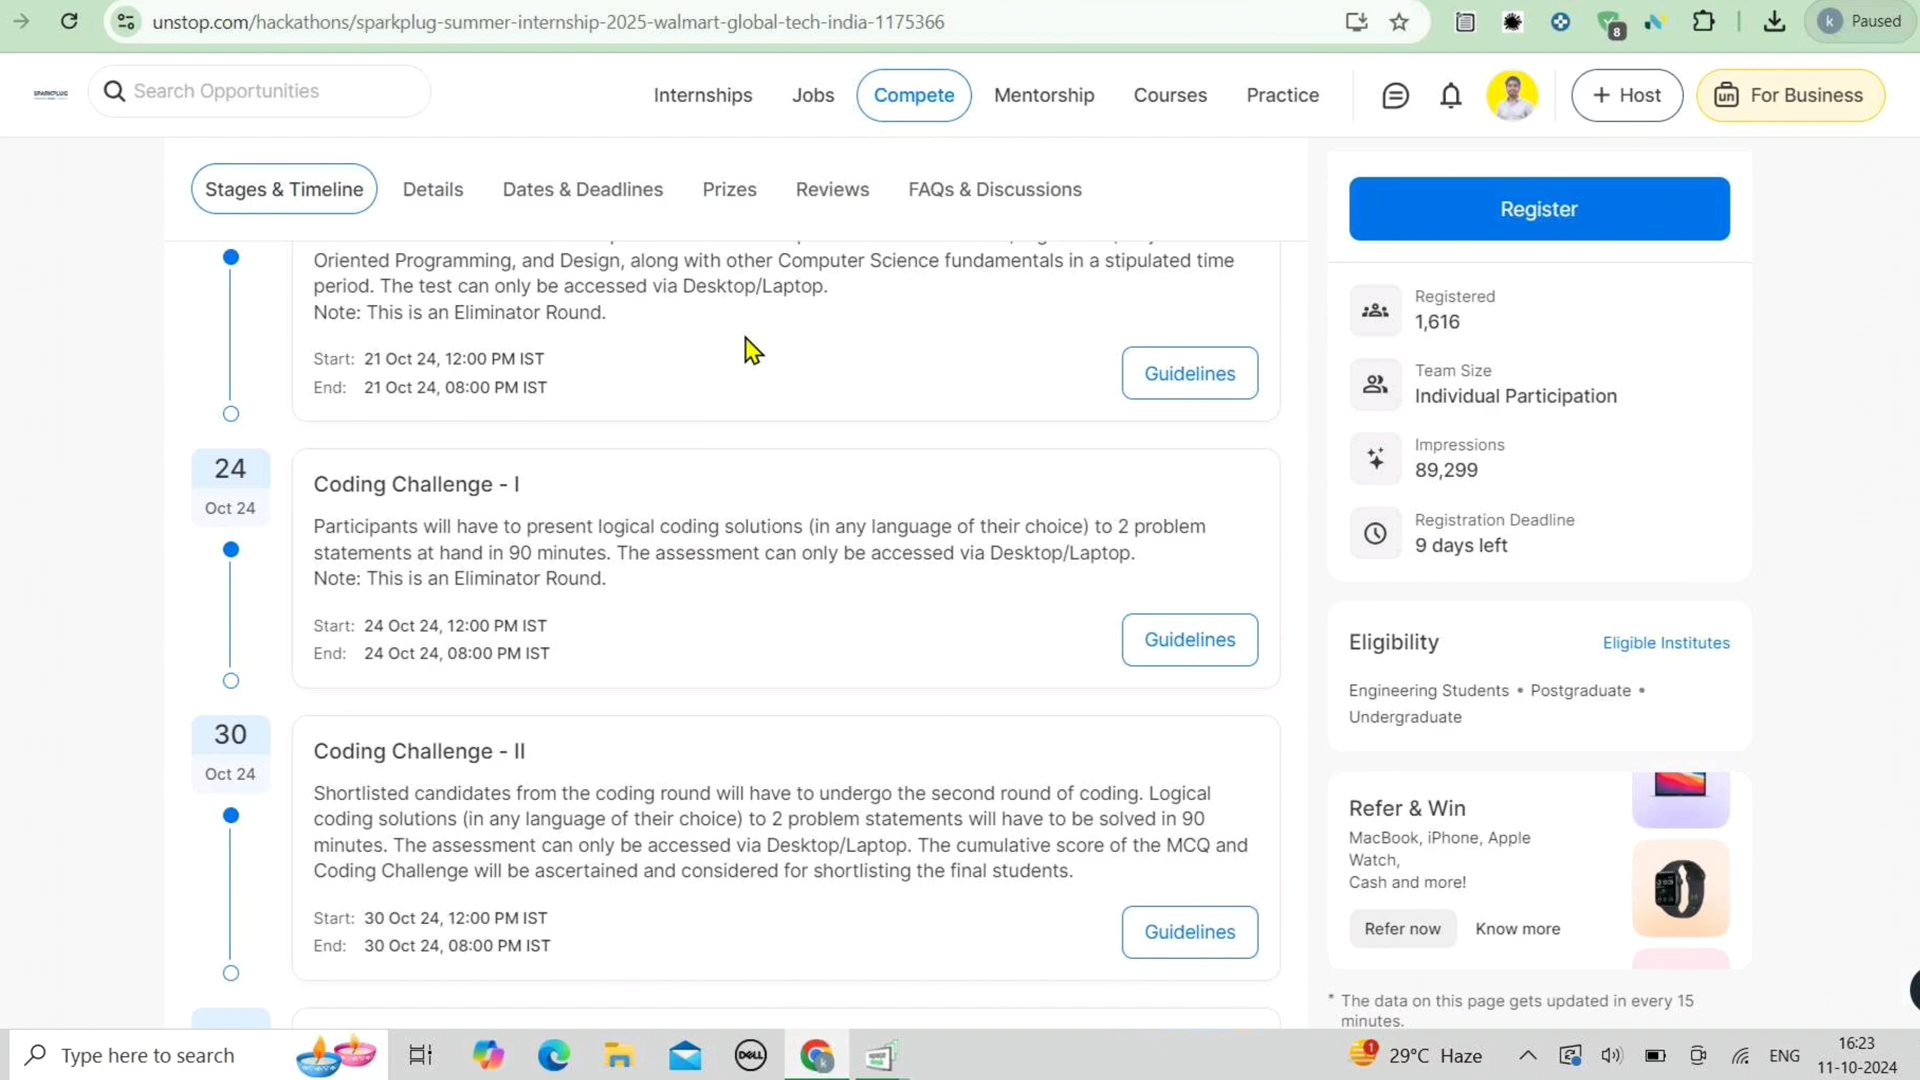 unstop.com/hackathons/sparkplug-summer-internship-2025-walmart-global-tech-india-1175366
8
k Paused
SPARKPLUG
Search Opportunities
Internships
Jobs
Compete
Mentorship
Courses
Practice
+ Host
un For Business
Stages & Timeline
Details
Dates & Deadlines
Prizes
Reviews
FAQs & Discussions
Oriented Programming, and Design, along with other Computer Science fundamentals in a stipulated time
period. The test can only be accessed via Desktop/Laptop.
Note: This is an Eliminator Round.
Start: 21 Oct 24, 12:00 PM IST
End: 21 Oct 24, 08:00 PM IST
Guidelines
24
Oct 24
Coding Challenge - I
Participants will have to present logical coding solutions (in any language of their choice) to 2 problem
statements at hand in 90 minutes. The assessment can only be accessed via Desktop/Laptop.
Note: This is an Eliminator Round.
Start: 24 Oct 24, 12:00 PM IST
End: 24 Oct 24, 08:00 PM IST
Guidelines
30
Oct 24
Coding Challenge - II
Shortlisted candidates from the coding round will have to undergo the second round of coding. Logical
coding solutions (in any language of their choice) to 2 problem statements will have to be solved in 90
minutes. The assessment can only be accessed via Desktop/Laptop. The cumulative score of the MCQ and
Coding Challenge will be ascertained and considered for shortlisting the final students.
Start: 30 Oct 24, 12:00 PM IST
End: 30 Oct 24, 08:00 PM IST
Guidelines
Register
Registered
1,616
Team Size
Individual Participation
Impressions
89,299
Registration Deadline
9 days left
Eligibility
Eligible Institutes
Engineering Students • Postgraduate •
Undergraduate
Refer & Win
MacBook, iPhone, Apple
Watch,
Cash and more!
Refer now
Know more
* The data on this page gets updated in every 15
minutes.
Type here to search
DELL
k
1
29°C Haze
ENG
16:23
11-10-2024